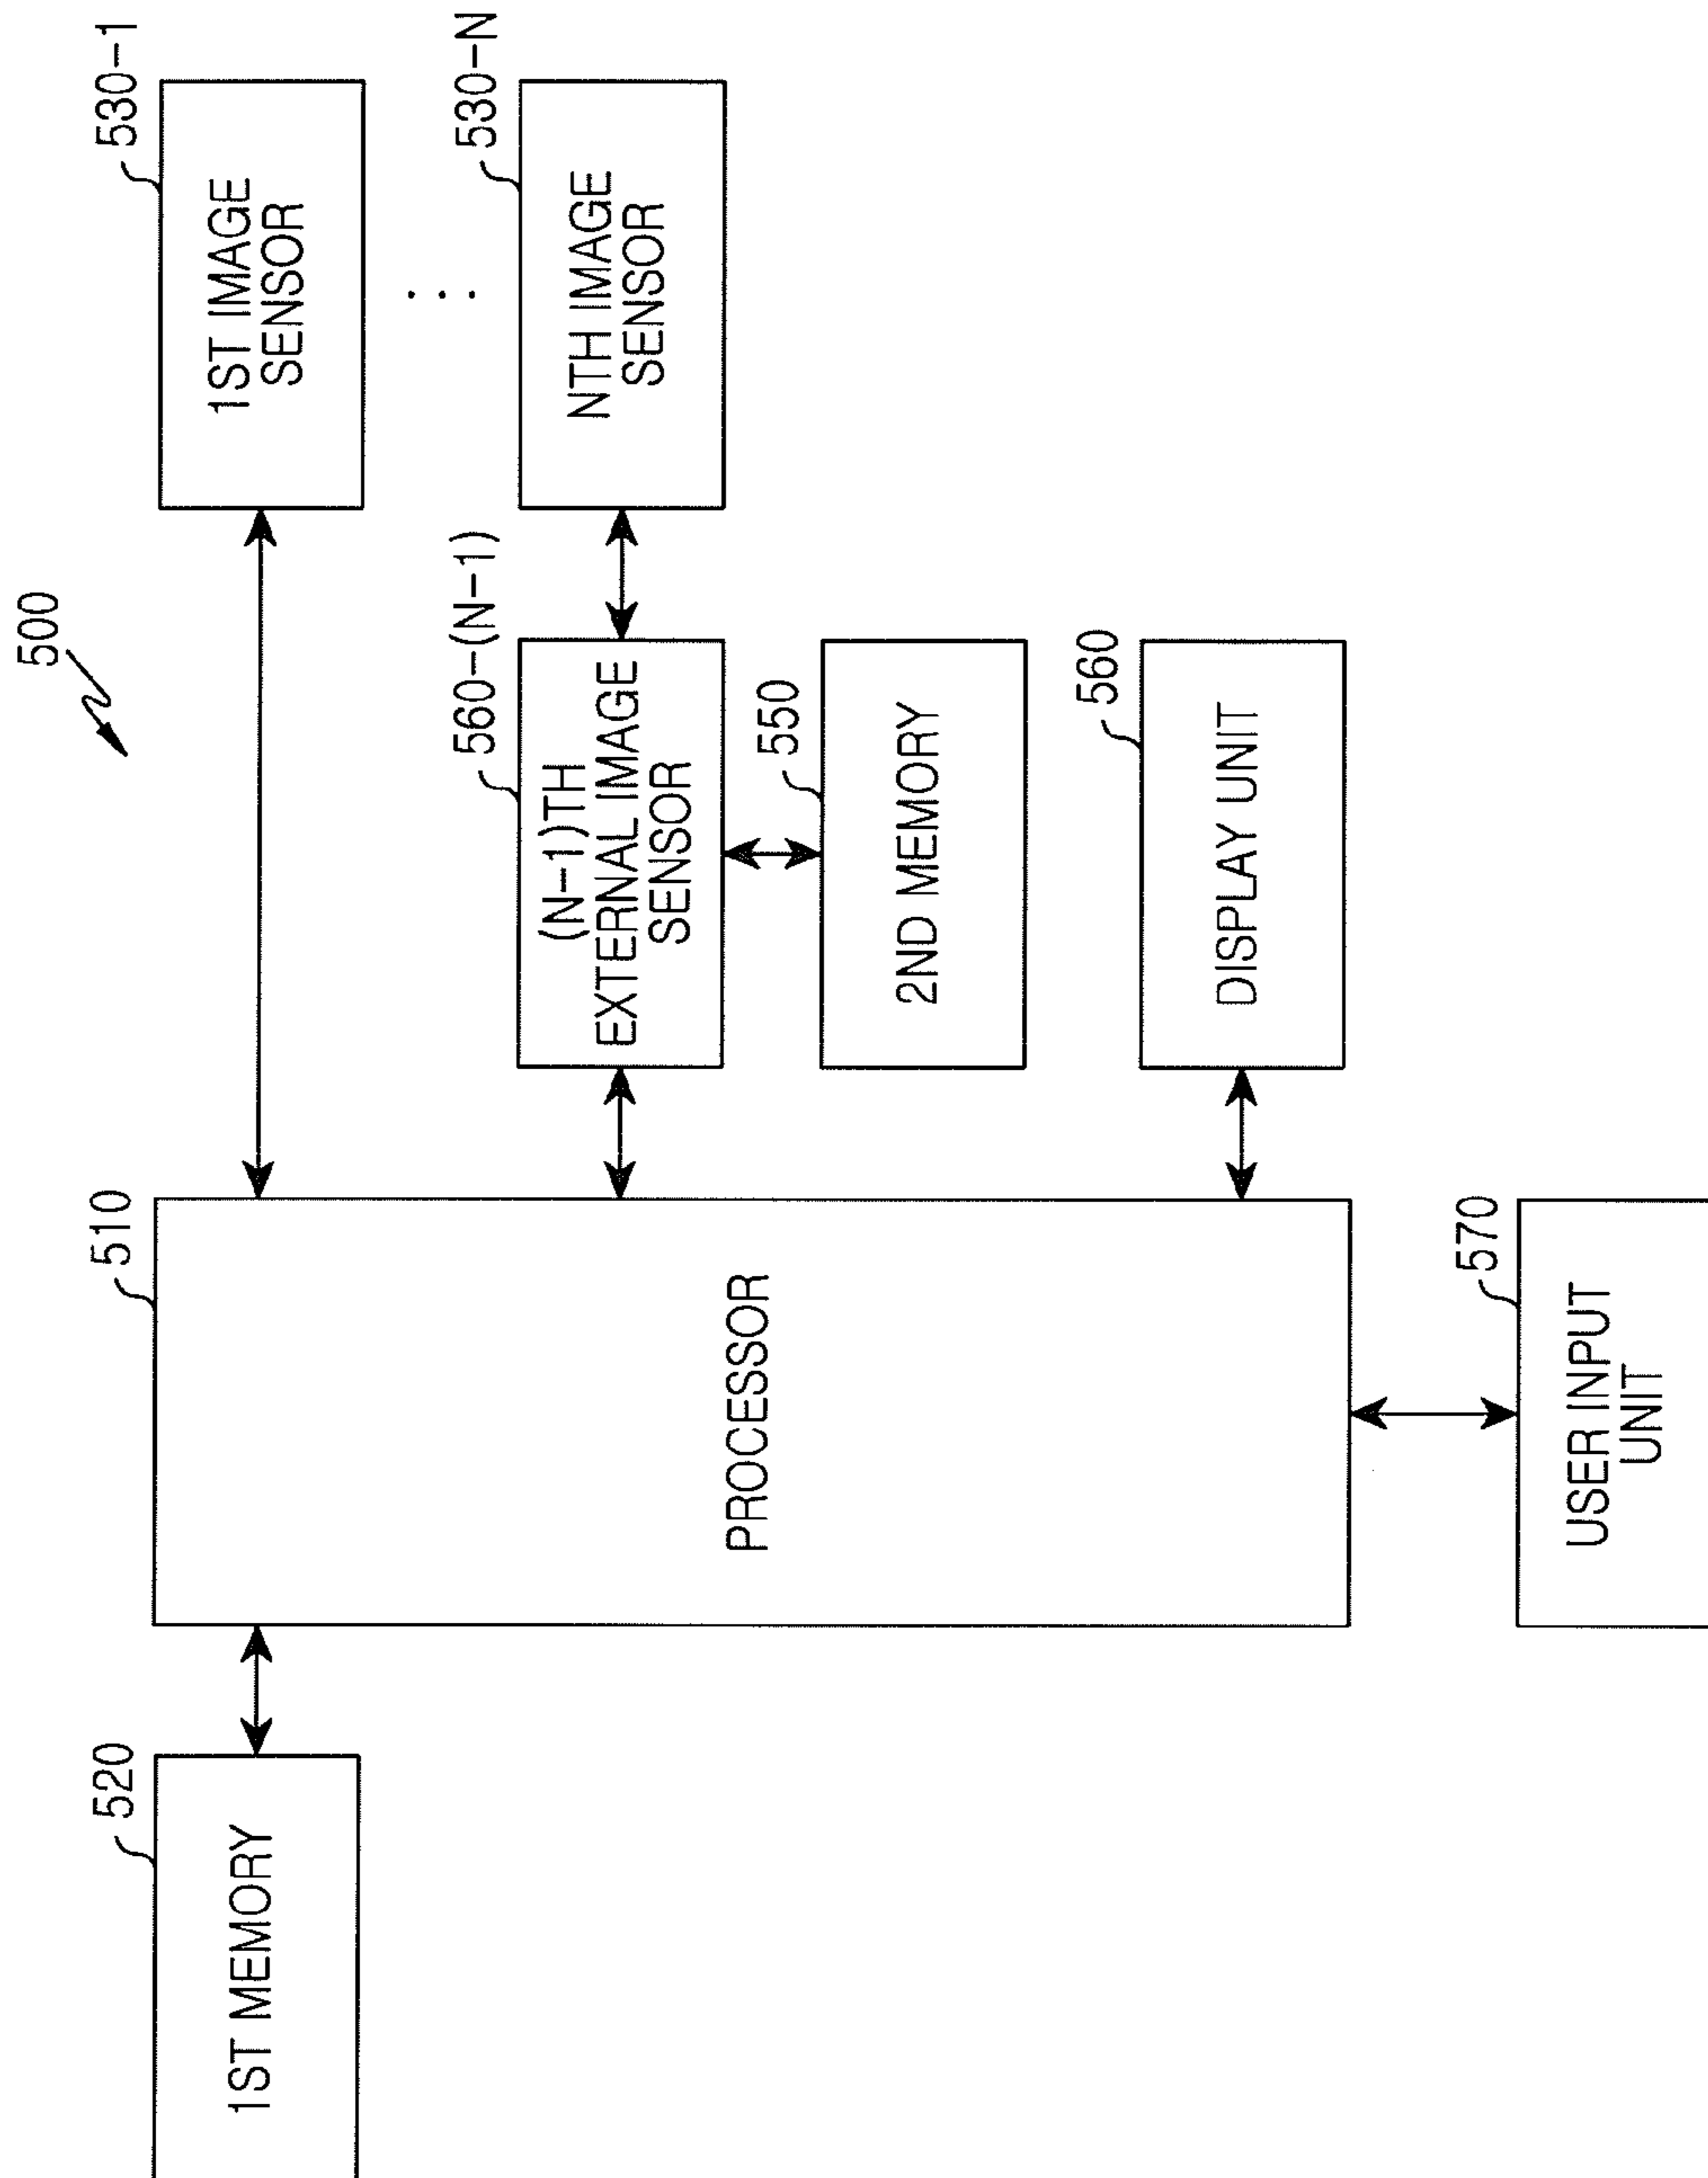 500
520
1ST MEMORY
510
PROCESSOR
530-1
1ST IMAGE
SENSOR
...
530-N
NTH IMAGE
SENSOR
560-(N-1)
(N-1)TH
EXTERNAL IMAGE
SENSOR
550
2ND MEMORY
560
DISPLAY UNIT
570
USER INPUT
UNIT